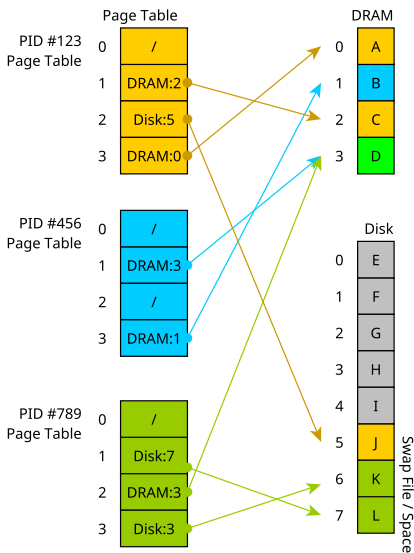 Page Table
PID #123
Page Table
0 /
1 DRAM:2
2 Disk:5
3 DRAM:0
PID #456
Page Table
0 /
1 DRAM:3
2 /
3 DRAM:1
PID #789
Page Table
0 /
1 Disk:7
2 DRAM:3
3 Disk:3
DRAM
0 A
1 B
2 C
3 D
Disk
0 E
1 F
2 G
3 H
4 I
5 J
6 K
7 L
Swap File / Space